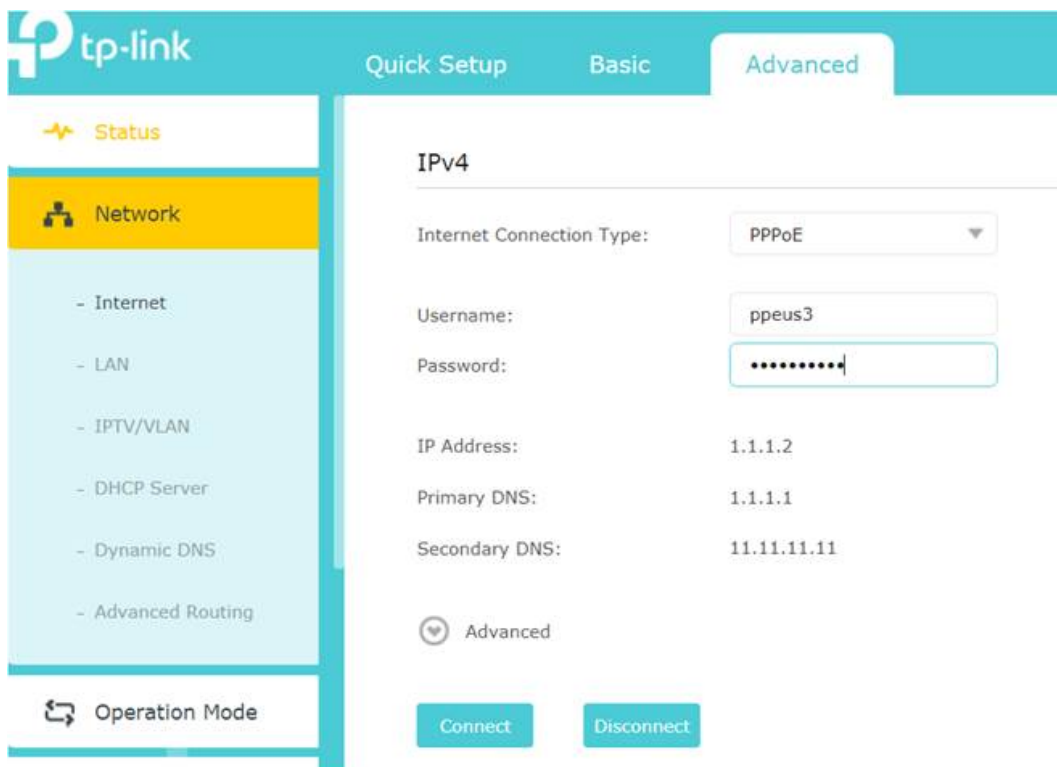 tp-link
Quick Setup Basic Advanced
Status
Network
- Internet
- LAN
- IPTV/VLAN
- DHCP Server
- Dynamic DNS
- Advanced Routing
Operation Mode
IPv4
Internet Connection Type: PPPoE
Username: ppeus3
Password: ••••••••••
IP Address: 1.1.1.2
Primary DNS: 1.1.1.1
Secondary DNS: 11.11.11.11
Advanced
Connect Disconnect